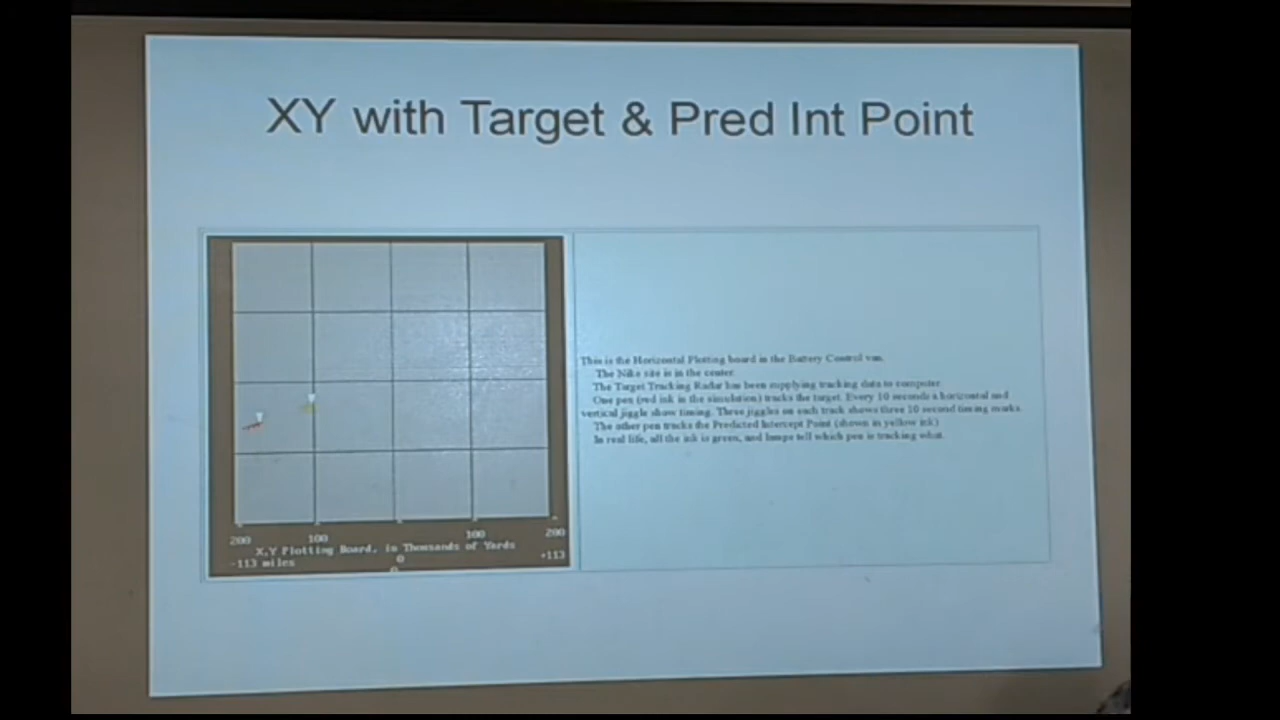 XY with Target & Pred Int Point
This is the Horizontal Plotting board in the Battery Control van.
The Nike site is in the center.
The Target Tracking Radar has been supplying tracking data to computer.
One pen (red ink in the simulation) tracks the target. Every 10 seconds a horizontal and
vertical jiggle show timing. Three jiggles on each track shows three 10 second timing marks.
The other pen tracks the Predicted Intercept Point (shown in yellow ink)
In real life, all the ink is green, and lamps tell which pen is tracking what.
200 100 100 200
X,Y Plotting Board, in Thousands of Yards
-113 miles 0 +113
0